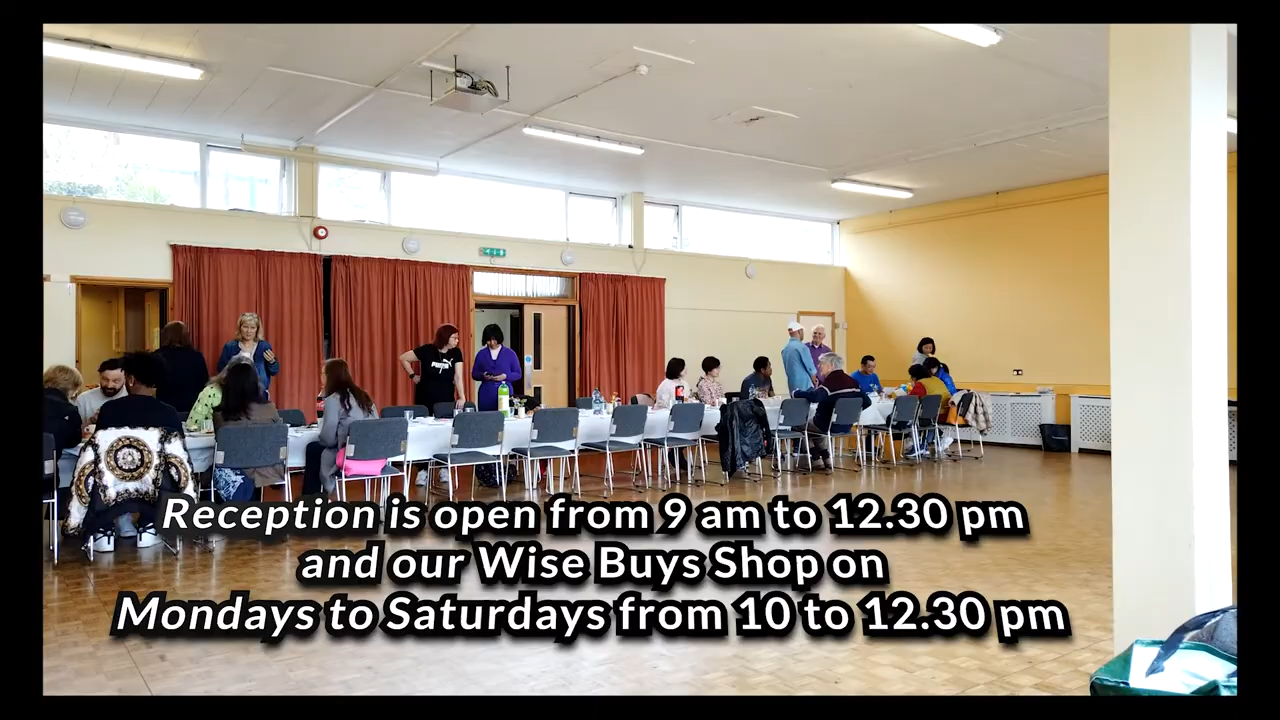 PUMA
Reception is open from 9 am to 12.30 pm
and our Wise Buys Shop on
Mondays to Saturdays from 10 to 12.30 pm